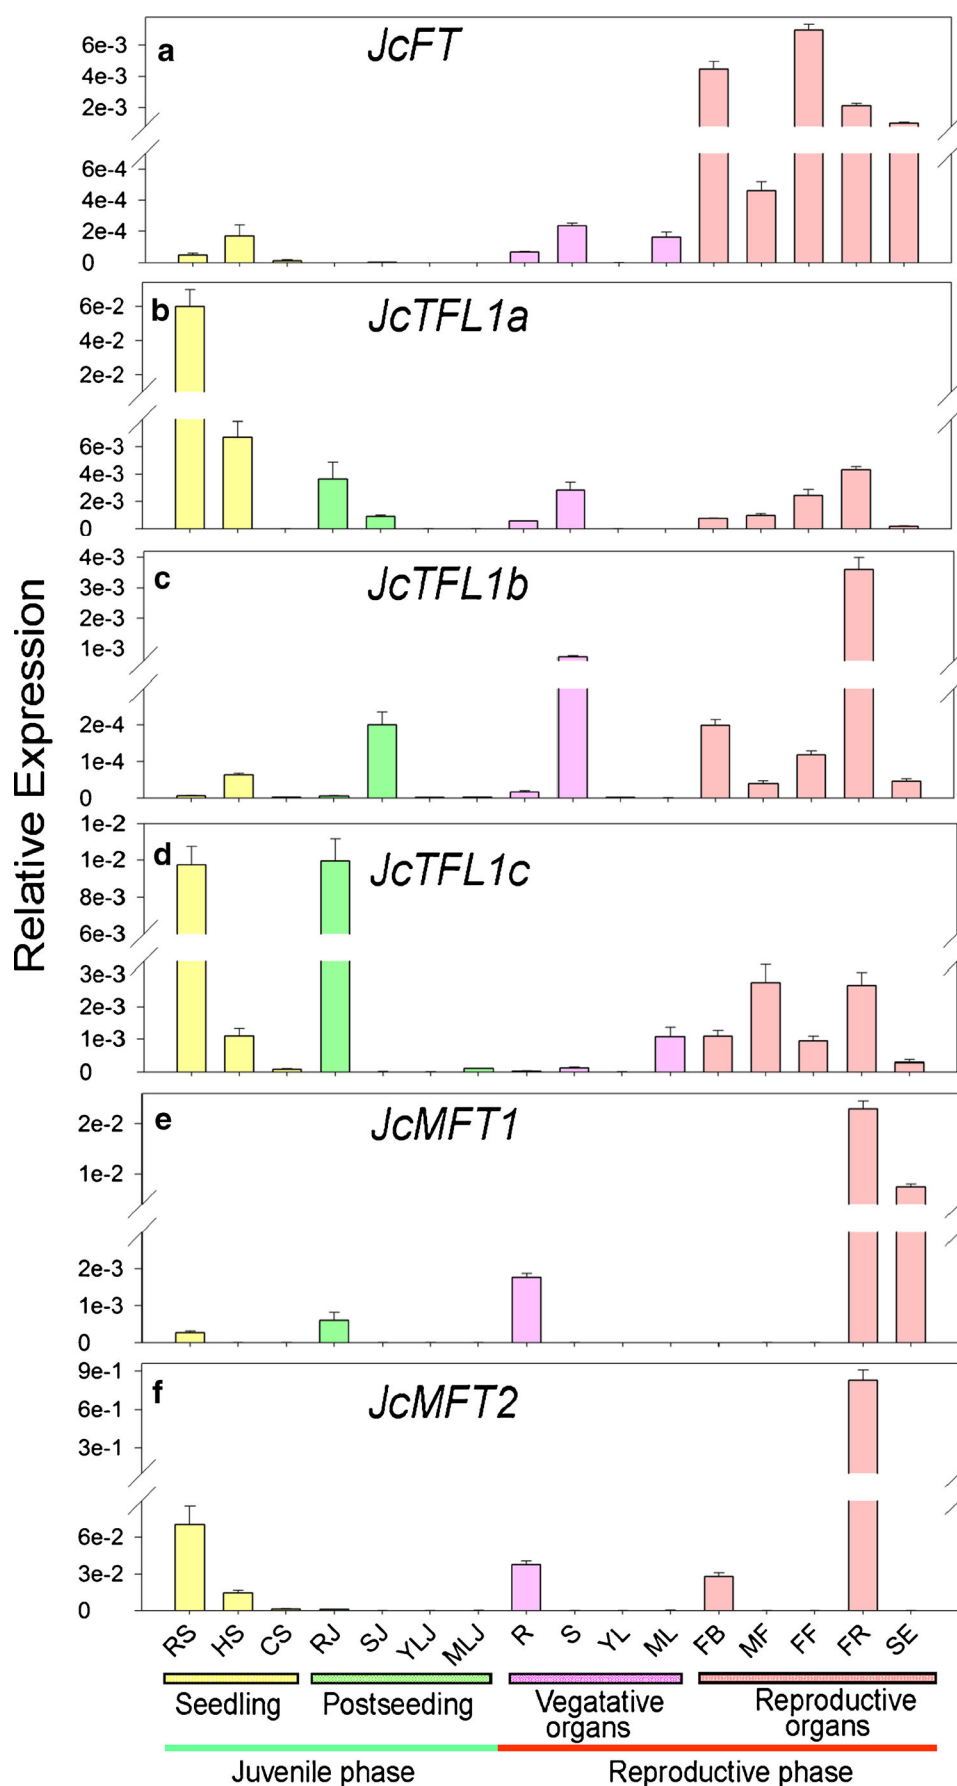 Relative Expression
a
JcFT
6e-3
4e-3
2e-3
6e-4
4e-4
2e-4
0
b
JcTFL1a
6e-2
4e-2
2e-2
6e-3
4e-3
2e-3
0
c
JcTFL1b
4e-3
3e-3
2e-3
1e-3
2e-4
1e-4
0
d
JcTFL1c
1e-2
1e-2
8e-3
6e-3
3e-3
2e-3
1e-3
0
e
JcMFT1
2e-2
1e-2
2e-3
1e-3
0
f
JcMFT2
9e-1
6e-1
3e-1
6e-2
3e-2
0
RS HS CS RJ SJ YLJ MLJ R S YL ML FB MF FF FR SE
Seedling Postseeding Vegatative organs Reproductive organs
Juvenile phase Reproductive phase